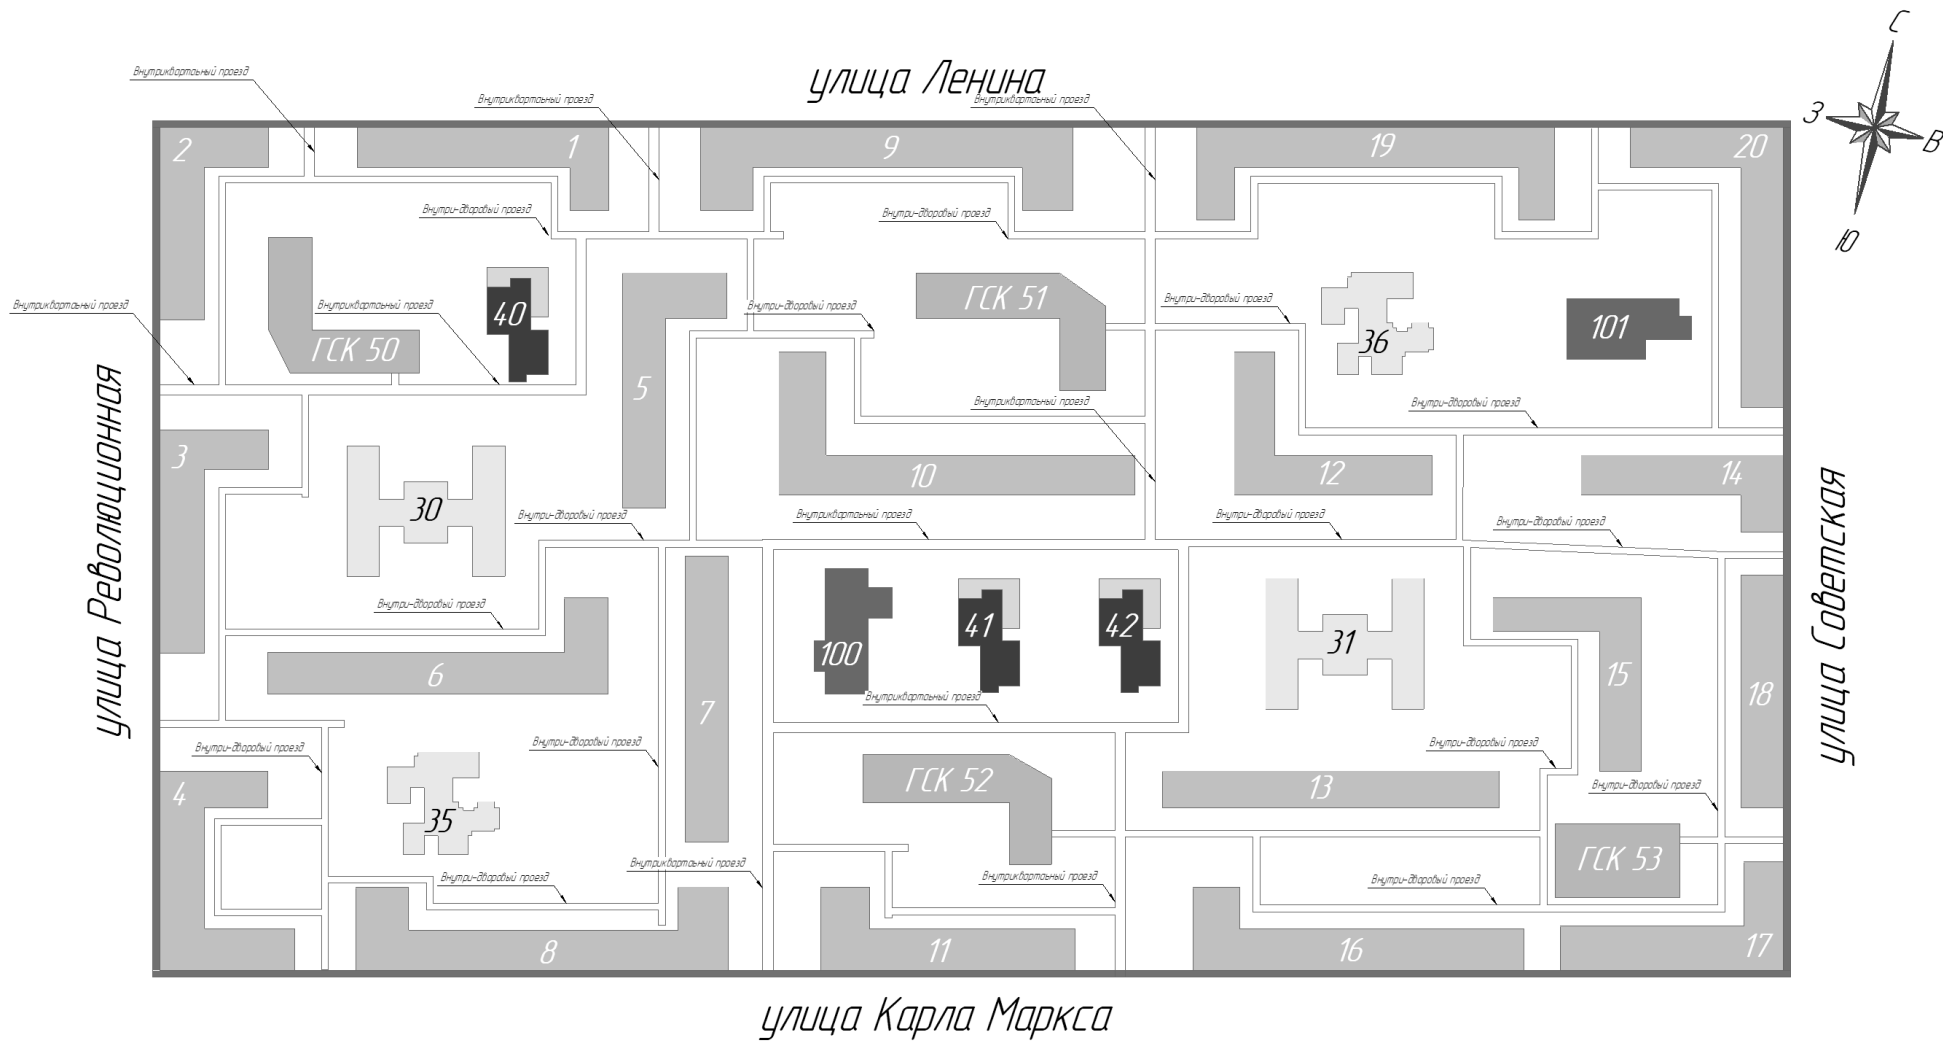 С
улица Ленина
Внутриквартальный проезд
Внутриквартальный проезд
Внутриквартальный проезд
З
В
2
1
9
19
20
Внутри-дворовый проезд
Внутри-дворовый проезд
Ю
ГСК 51
Внутриквартальный проезд
Внутриквартальный проезд
40
Внутри-дворовый проезд
Внутри-дворовый проезд
36
101
ГСК 50
5
улица Революционная
Внутриквартальный проезд
Внутри-дворовый проезд
3
10
12
14
30
Внутри-дворовый проезд
Внутриквартальный проезд
Внутри-дворовый проезд
Внутри-дворовый проезд
улица Советская
Внутри-дворовый проезд
41
42
31
100
6
15
7
18
Внутриквартальный проезд
Внутри-дворовый проезд
Внутри-дворовый проезд
Внутри-дворовый проезд
ГСК 52
13
Внутри-дворовый проезд
4
35
ГСК 53
Внутриквартальный проезд
Внутри-дворовый проезд
Внутриквартальный проезд
Внутри-дворовый проезд
8
11
16
17
улица Карла Маркса